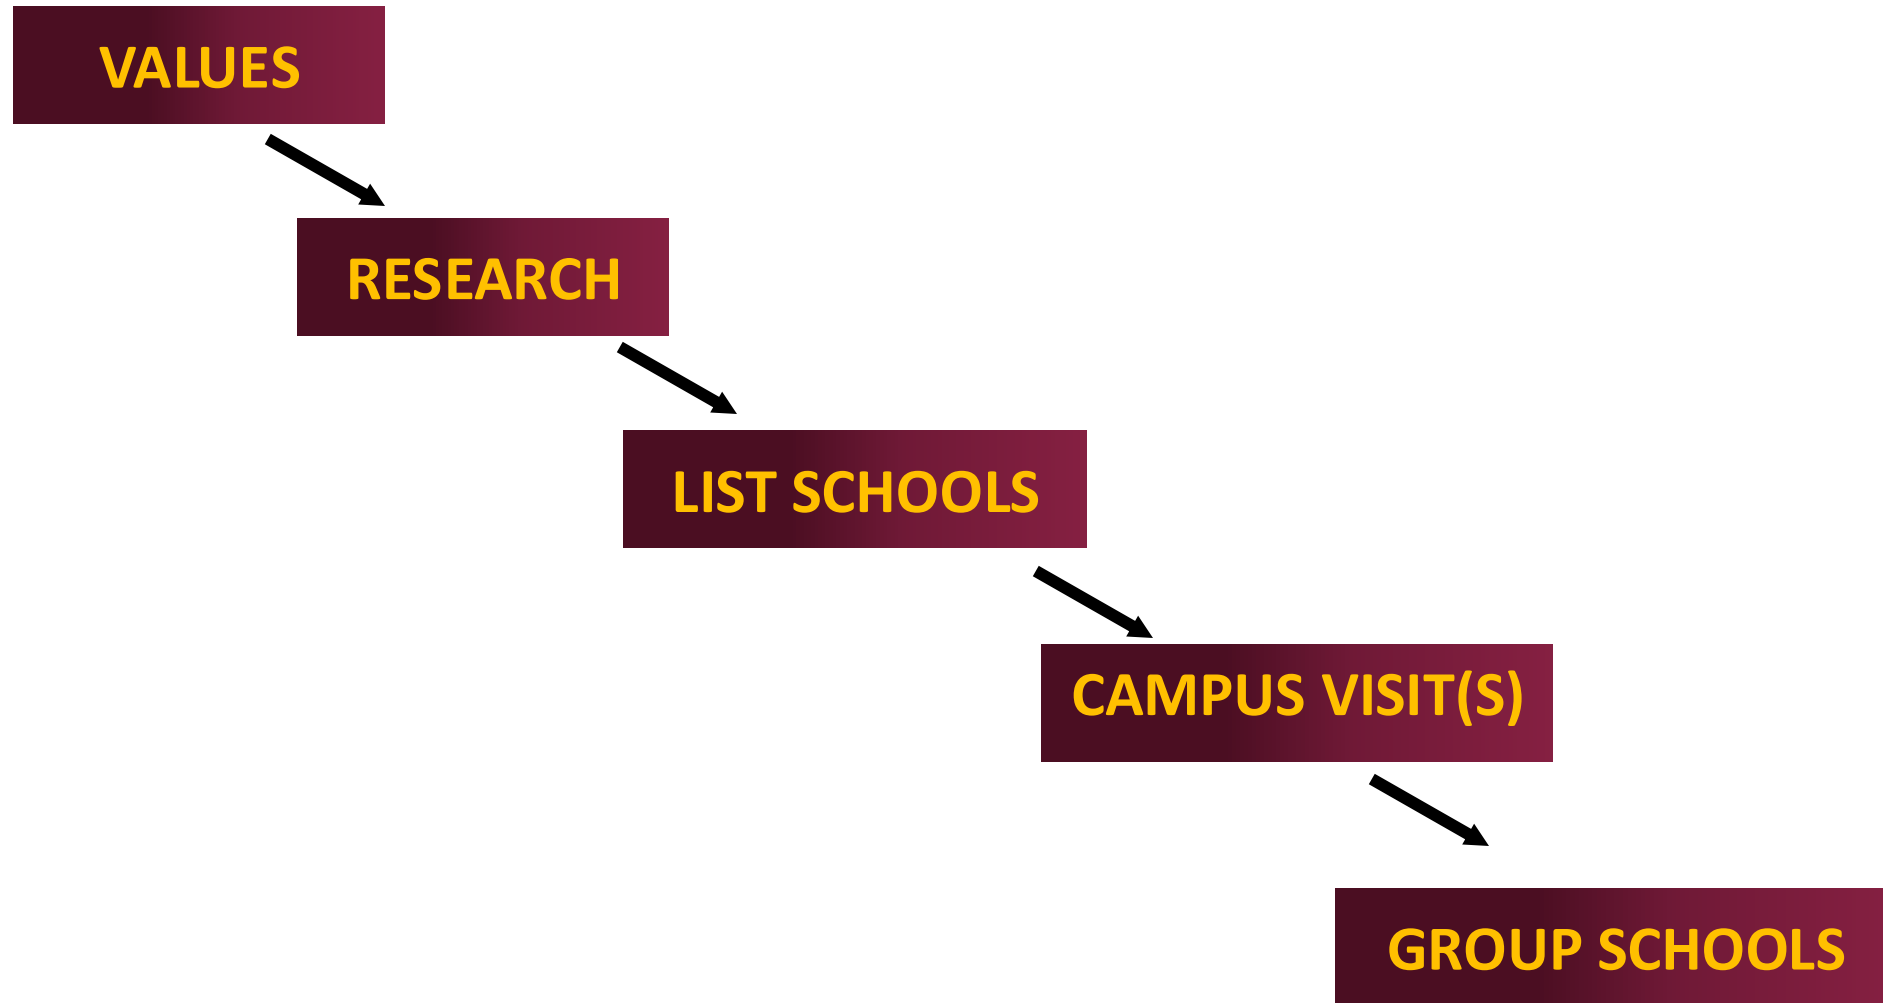 VALUES
RESEARCH
LIST SCHOOLS
CAMPUS VISIT(S)
GROUP SCHOOLS